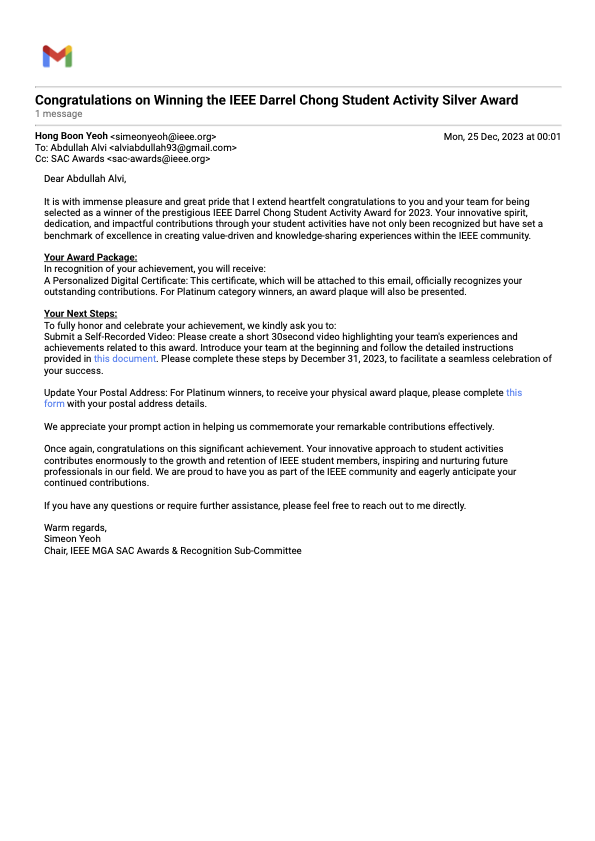 Congratulations on Winning the IEEE Darrel Chong Student Activity Silver Award
1 message
Hong Boon Yeoh <simeonyeoh@ieee.org> Mon, 25 Dec, 2023 at 00:01
To: Abdullah Alvi <alviabdullah93@gmail.com>
Cc: SAC Awards <sac-awards@ieee.org>
Dear Abdullah Alvi,
It is with immense pleasure and great pride that I extend heartfelt congratulations to you and your team for being
selected as a winner of the prestigious IEEE Darrel Chong Student Activity Award for 2023. Your innovative spirit,
dedication, and impactful contributions through your student activities have not only been recognized but have set a
benchmark of excellence in creating value-driven and knowledge-sharing experiences within the IEEE community.
Your Award Package:
In recognition of your achievement, you will receive:
A Personalized Digital Certificate: This certificate, which will be attached to this email, officially recognizes your
outstanding contributions. For Platinum category winners, an award plaque will also be presented.
Your Next Steps:
To fully honor and celebrate your achievement, we kindly ask you to:
Submit a Self-Recorded Video: Please create a short 30second video highlighting your team's experiences and
achievements related to this award. Introduce your team at the beginning and follow the detailed instructions
provided in this document. Please complete these steps by December 31, 2023, to facilitate a seamless celebration of
your success.
Update Your Postal Address: For Platinum winners, to receive your physical award plaque, please complete this
form with your postal address details.
We appreciate your prompt action in helping us commemorate your remarkable contributions effectively.
Once again, congratulations on this significant achievement. Your innovative approach to student activities
contributes enormously to the growth and retention of IEEE student members, inspiring and nurturing future
professionals in our field. We are proud to have you as part of the IEEE community and eagerly anticipate your
continued contributions.
If you have any questions or require further assistance, please feel free to reach out to me directly.
Warm regards,
Simeon Yeoh
Chair, IEEE MGA SAC Awards & Recognition Sub-Committee